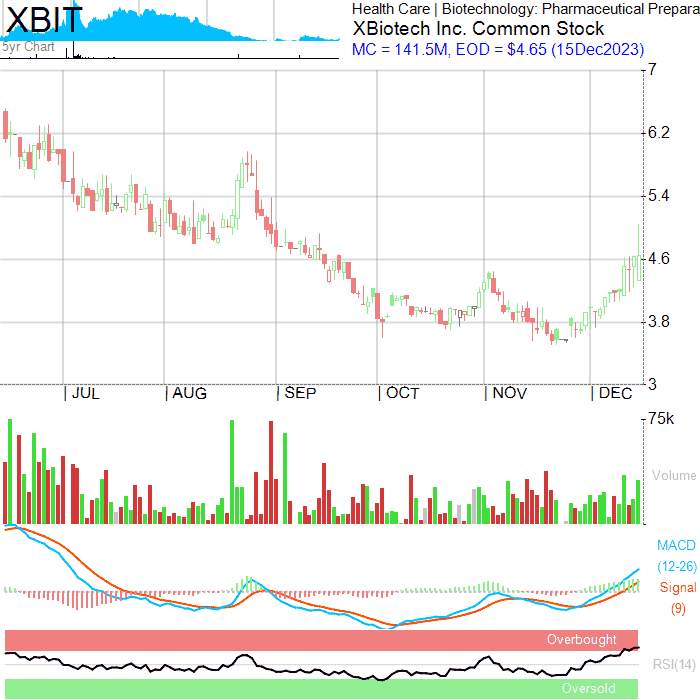 XBIT
5yr Chart
Health Care | Biotechnology: Pharmaceutical Prepara
XBiotech Inc. Common Stock
MC = 141.5M, EOD = $4.65 (15Dec2023)
7
6.2
5.4
4.6
3.8
3
JUL AUG SEP OCT NOV DEC
75k
Volume
MACD
(12-26)
Signal
(9)
Overbought
RSI(14)
Oversold